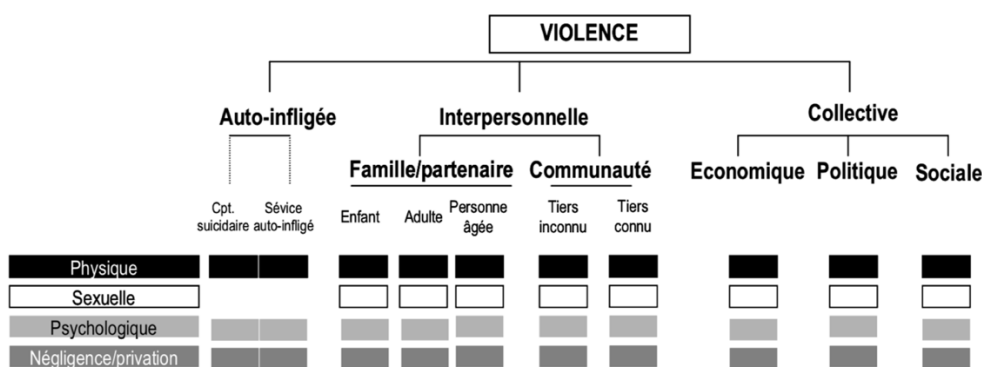 VIOLENCE
Auto-infligée Interpersonnelle Collective
Famille/partenaire Communauté Economique Politique Sociale
Cpt. suicidaire
Sévice auto-infligé
Enfant
Adulte
Personne âgée
Tiers inconnu
Tiers connu
Physique
Sexuelle
Psychologique
Négligence/privation